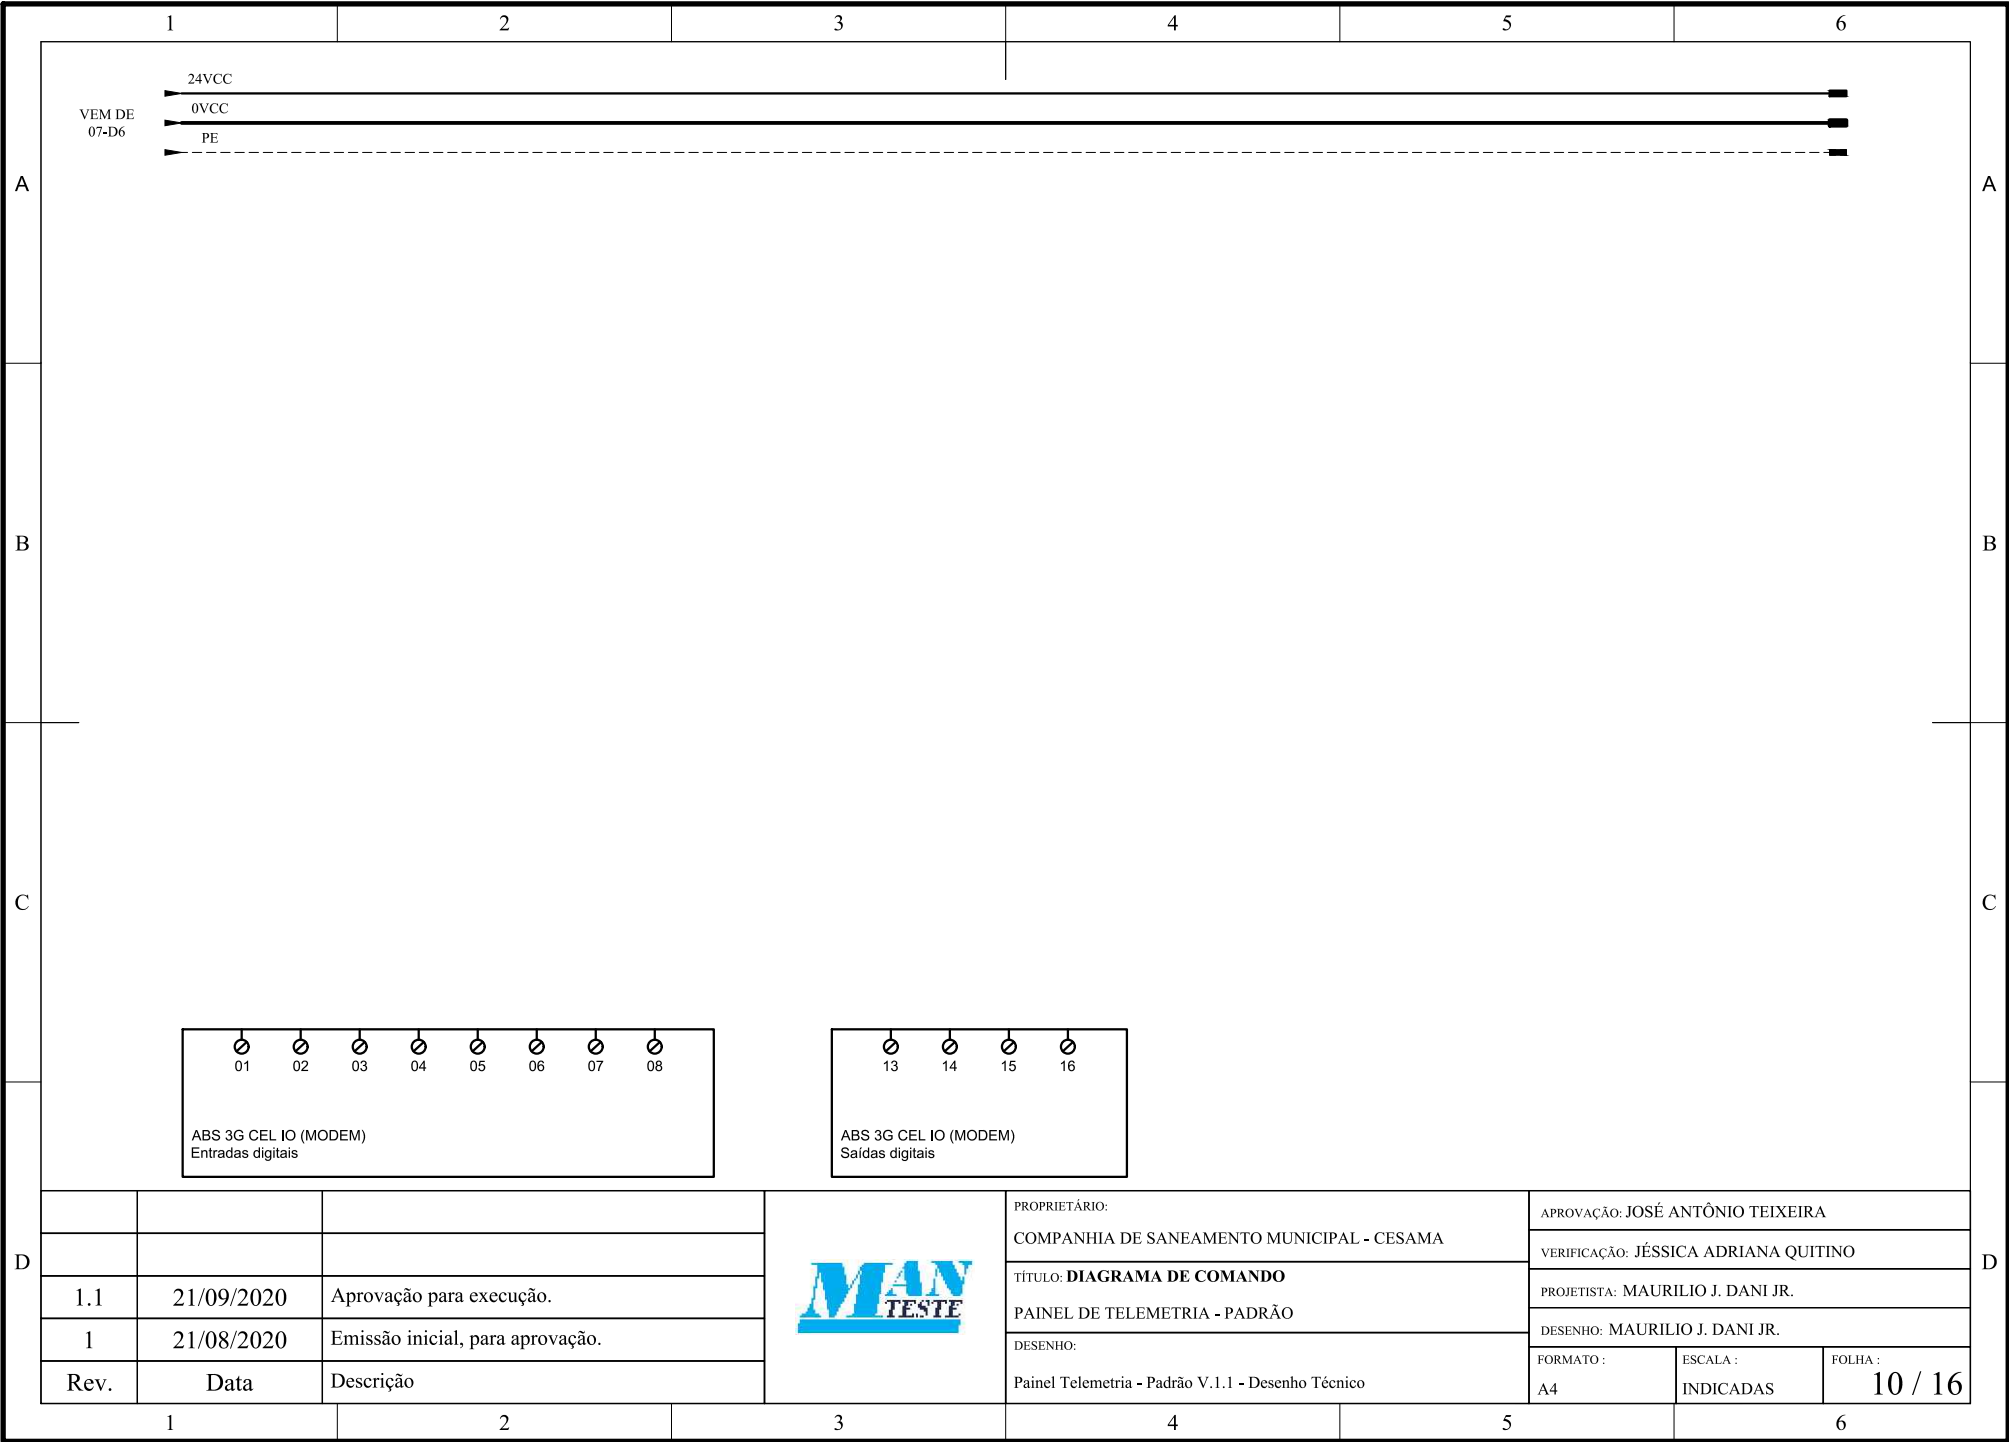 1 2 3 4 5 6
24VCC
VEM DE
07-D6
0VCC
PE
A A
B B
C C
01 02 03 04 05 06 07 08
ABS 3G CEL IO (MODEM)
Entradas digitais
13 14 15 16
ABS 3G CEL IO (MODEM)
Saídas digitais
D D
1.1 21/09/2020 Aprovação para execução.
1 21/08/2020 Emissão inicial, para aprovação.
Rev. Data Descrição
MAN
TESTE
PROPRIETÁRIO:
COMPANHIA DE SANEAMENTO MUNICIPAL - CESAMA
TÍTULO: DIAGRAMA DE COMANDO
PAINEL DE TELEMETRIA - PADRÃO
DESENHO:
Painel Telemetria - Padrão V.1.1 - Desenho Técnico
APROVAÇÃO: JOSÉ ANTÔNIO TEIXEIRA
VERIFICAÇÃO: JÉSSICA ADRIANA QUITINO
PROJETISTA: MAURILIO J. DANI JR.
DESENHO: MAURILIO J. DANI JR.
FORMATO :
A4
ESCALA :
INDICADAS
FOLHA :
10 / 16
1 2 3 4 5 6